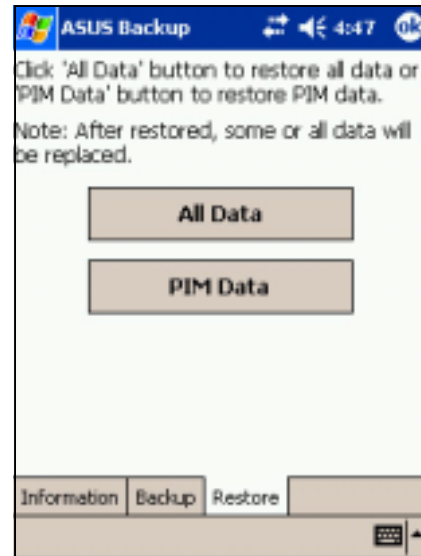 ASUS Backup 4:47 ok
Click 'All Data' button to restore all data or
'PIM Data' button to restore PIM data.
Note: After restored, some or all data will
be replaced.
All Data
PIM Data
Information Backup Restore